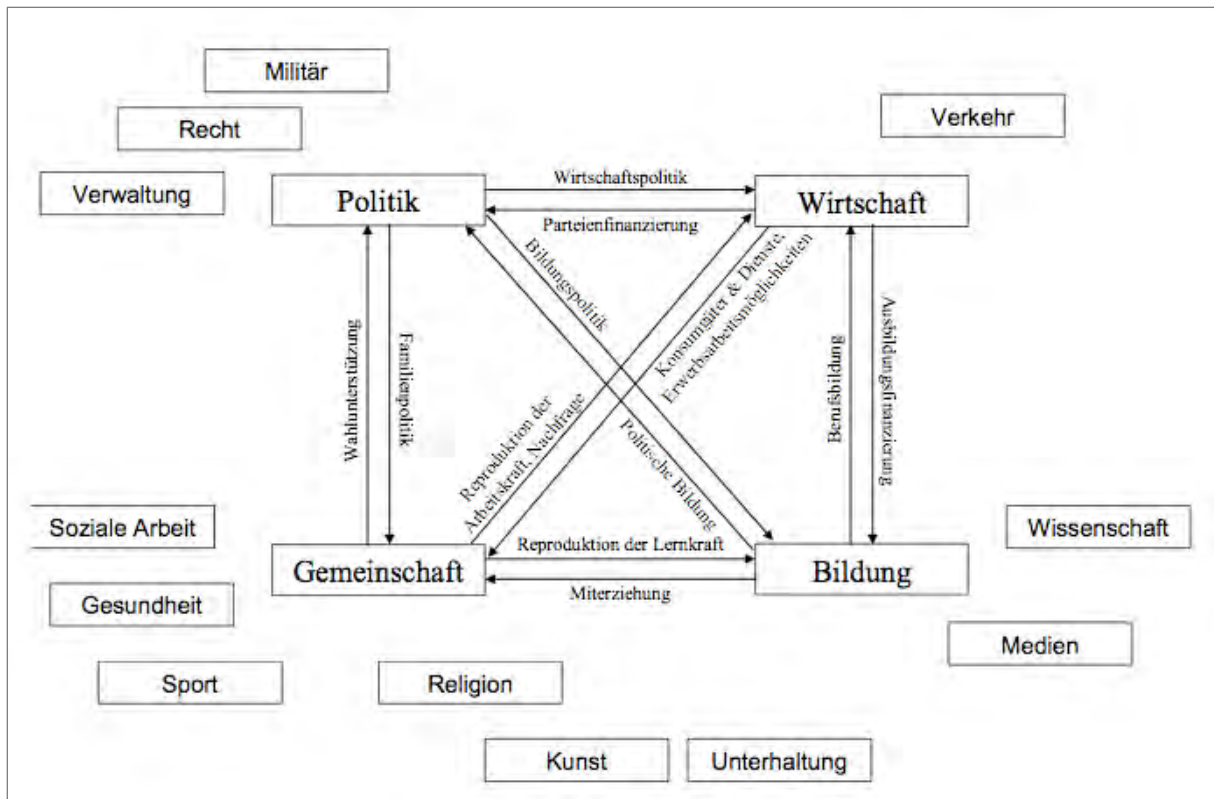 Militär
Recht
Verkehr
Verwaltung
Politik
Wirtschaftspolitik
Parteienfinanzierung
Wirtschaft
Bildungspolitik
Konsumgüter & Dienste,
Erwerbsarbeitsmöglichkeiten
Wahlunterstützung
Familienpolitik
Reproduktion der
Arbeitskraft, Nachfrage
Politische Bildung
Berufsbildung
Ausbildungsfinanzierung
Soziale Arbeit
Gemeinschaft
Reproduktion der Lernkraft
Miterziehung
Bildung
Wissenschaft
Gesundheit
Medien
Sport
Religion
Kunst
Unterhaltung